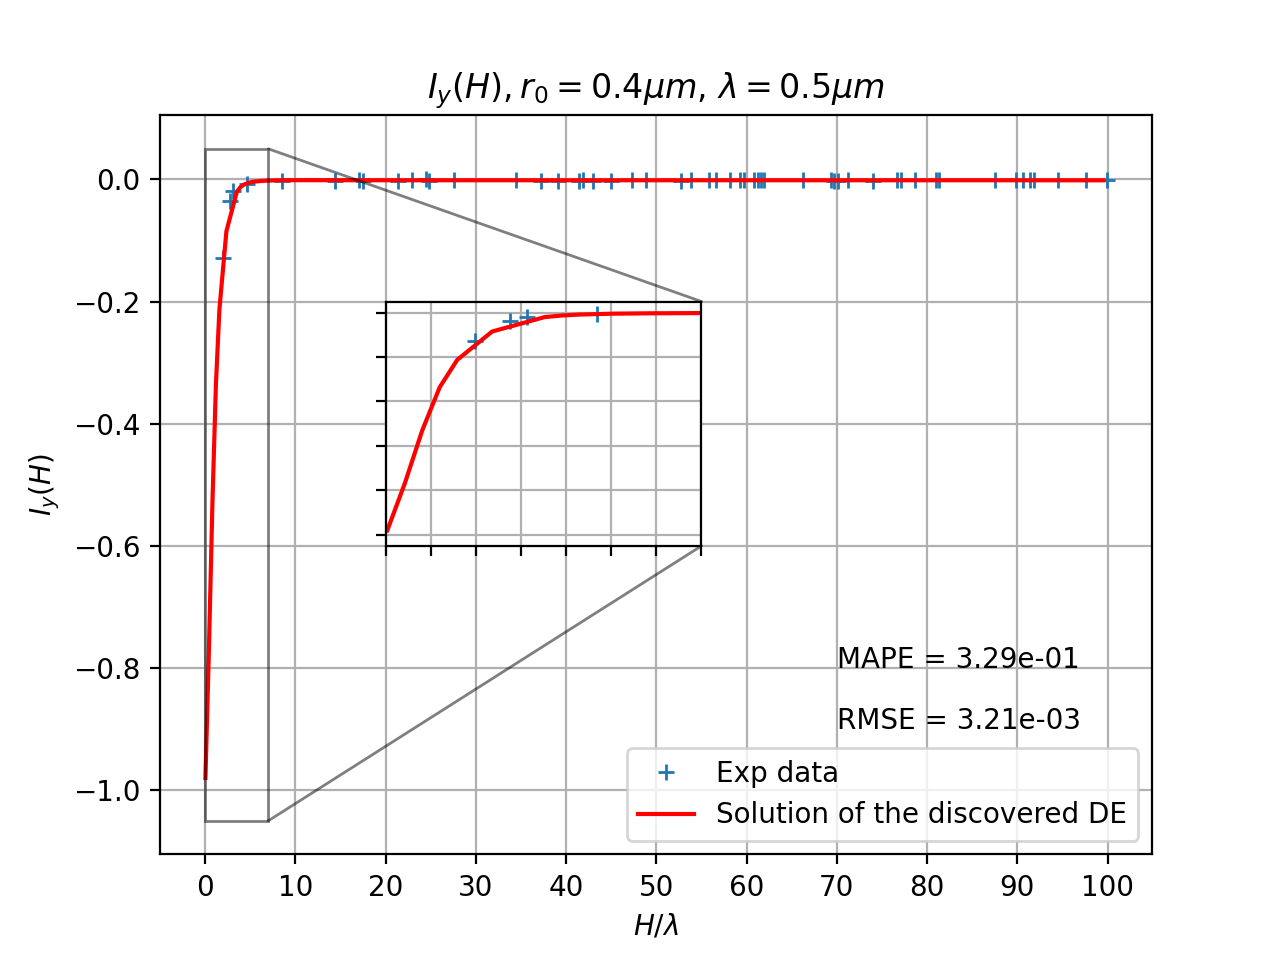 I_y(H), r_0 = 0.4μm, λ = 0.5μm
I_y(H)
0.0
−0.2
−0.4
−0.6
−0.8
−1.0
MAPE = 3.29e-01
RMSE = 3.21e-03
Exp data
Solution of the discovered DE
0 10 20 30 40 50 60 70 80 90 100
H/λ